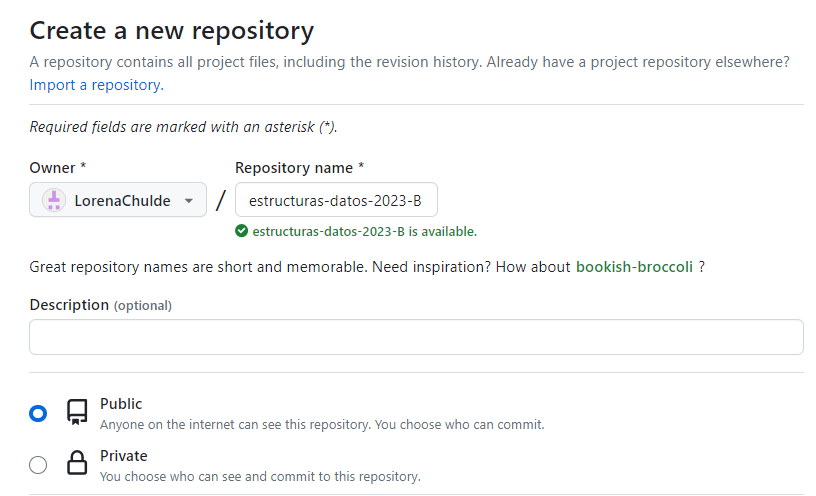 Create a new repository
A repository contains all project files, including the revision history. Already have a project repository elsewhere?
Import a repository.
Required fields are marked with an asterisk (*).
Owner * Repository name *
LorenaChulde / estructuras-datos-2023-B
estructuras-datos-2023-B is available.
Great repository names are short and memorable. Need inspiration? How about bookish-broccoli ?
Description (optional)
Public
Anyone on the internet can see this repository. You choose who can commit.
Private
You choose who can see and commit to this repository.